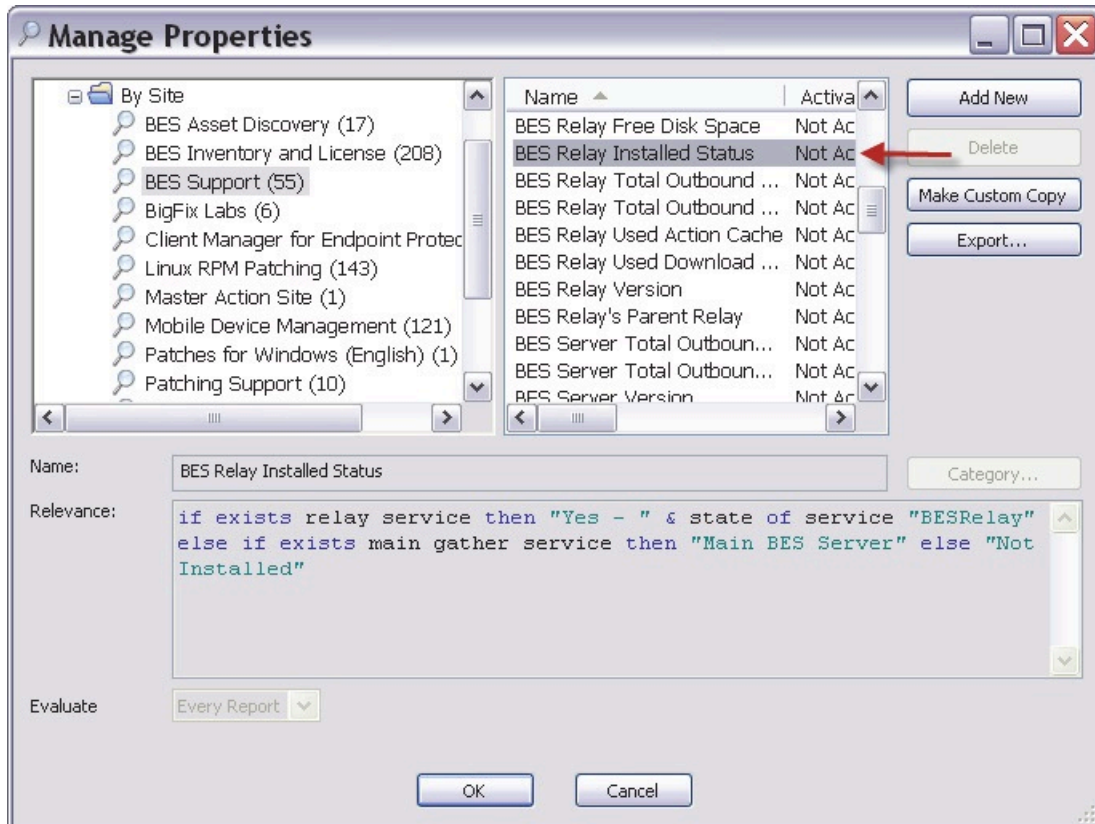 Manage Properties
By Site
BES Asset Discovery (17)
BES Inventory and License (208)
BES Support (55)
BigFix Labs (6)
Client Manager for Endpoint Protec
Linux RPM Patching (143)
Master Action Site (1)
Mobile Device Management (121)
Patches for Windows (English) (1)
Patching Support (10)
Name Activa
BES Relay Free Disk Space Not Ac
BES Relay Installed Status Not Ac
BES Relay Total Outbound ... Not Ac
BES Relay Total Outbound ... Not Ac
BES Relay Used Action Cache Not Ac
BES Relay Used Download ... Not Ac
BES Relay Version Not Ac
BES Relay's Parent Relay Not Ac
BES Server Total Outboun... Not Ac
BES Server Total Outboun... Not Ac
BES Server Version Not Ac
Add New
Delete
Make Custom Copy
Export...
Name:
BES Relay Installed Status
Category...
Relevance:
if exists relay service then "Yes - " & state of service "BESRelay"
else if exists main gather service then "Main BES Server" else "Not
Installed"
Evaluate
Every Report
OK
Cancel